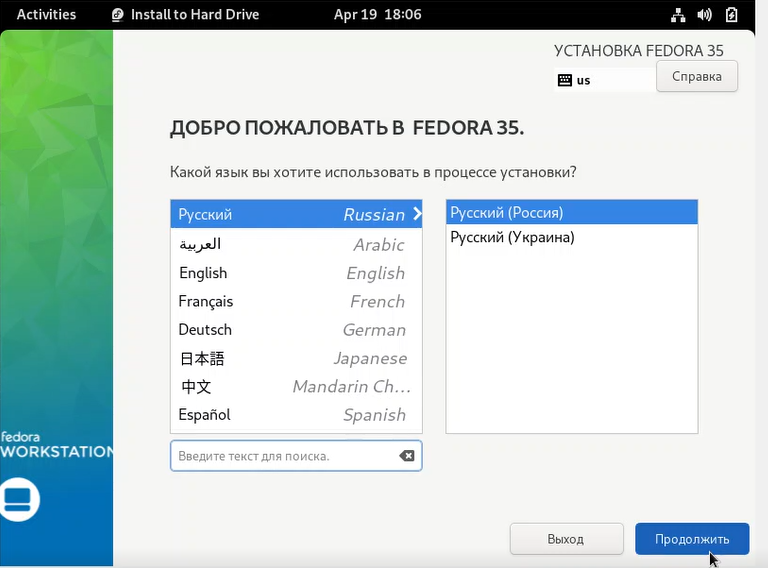 Activities Install to Hard Drive Apr 19 18:06
УСТАНОВКА FEDORA 35
us Справка
ДОБРО ПОЖАЛОВАТЬ В FEDORA 35.
Какой язык вы хотите использовать в процессе установки?
Русский Russian
العربية Arabic
English English
Français French
Deutsch German
日本語 Japanese
中文 Mandarin Ch...
Español Spanish
Русский (Россия)
Русский (Украина)
Введите текст для поиска.
fedora
WORKSTATION
Выход Продолжить